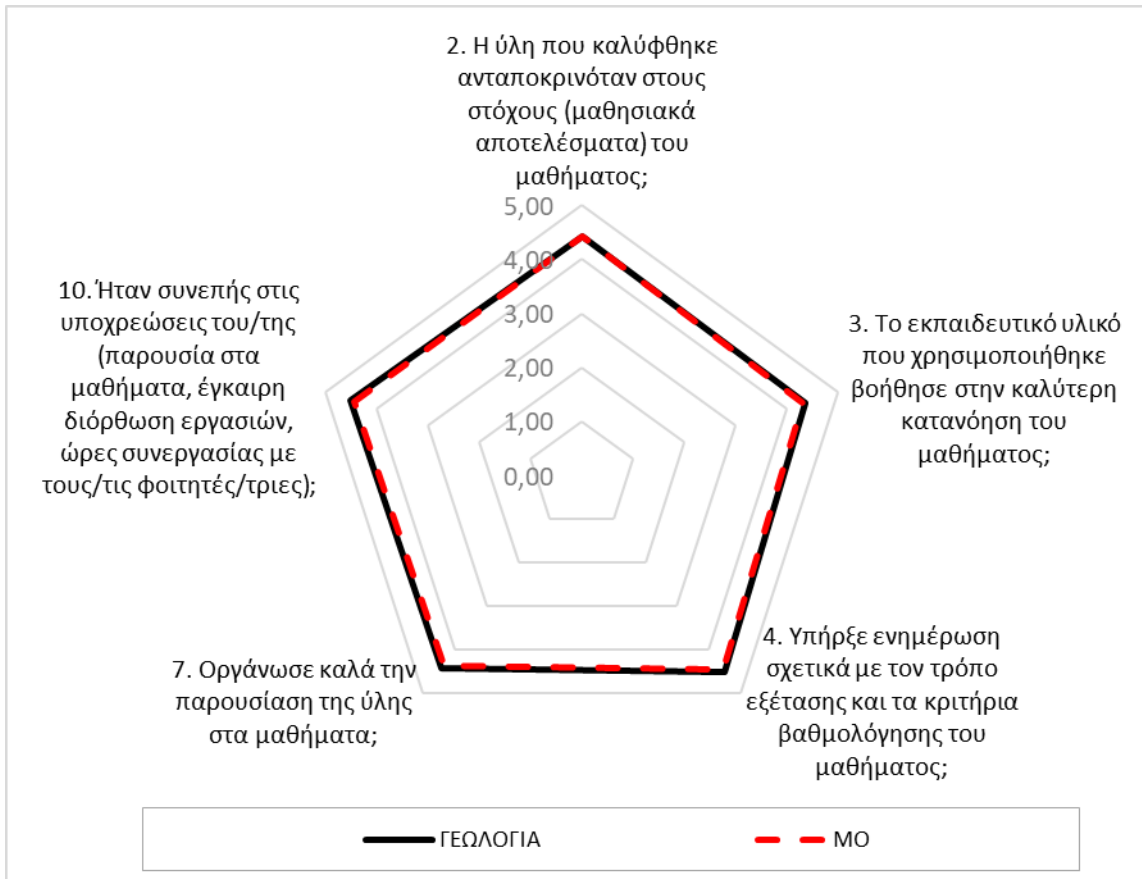 2. Η ύλη που καλύφθηκε
ανταποκρινόταν στους
στόχους (μαθησιακά
αποτελέσματα) του
μαθήματος;
5,00
4,00
3,00
2,00
1,00
0,00
3. Το εκπαιδευτικό υλικό
που χρησιμοποιήθηκε
βοήθησε στην καλύτερη
κατανόηση του
μαθήματος;
4. Υπήρξε ενημέρωση
σχετικά με τον τρόπο
εξέτασης και τα κριτήρια
βαθμολόγησης του
μαθήματος;
7. Οργάνωσε καλά την
παρουσίαση της ύλης
στα μαθήματα;
10. Ήταν συνεπής στις
υποχρεώσεις του/της
(παρουσία στα
μαθήματα, έγκαιρη
διόρθωση εργασιών,
ώρες συνεργασίας με
τους/τις φοιτητές/τριες);
ΓΕΩΛΟΓΙΑ
ΜΟ